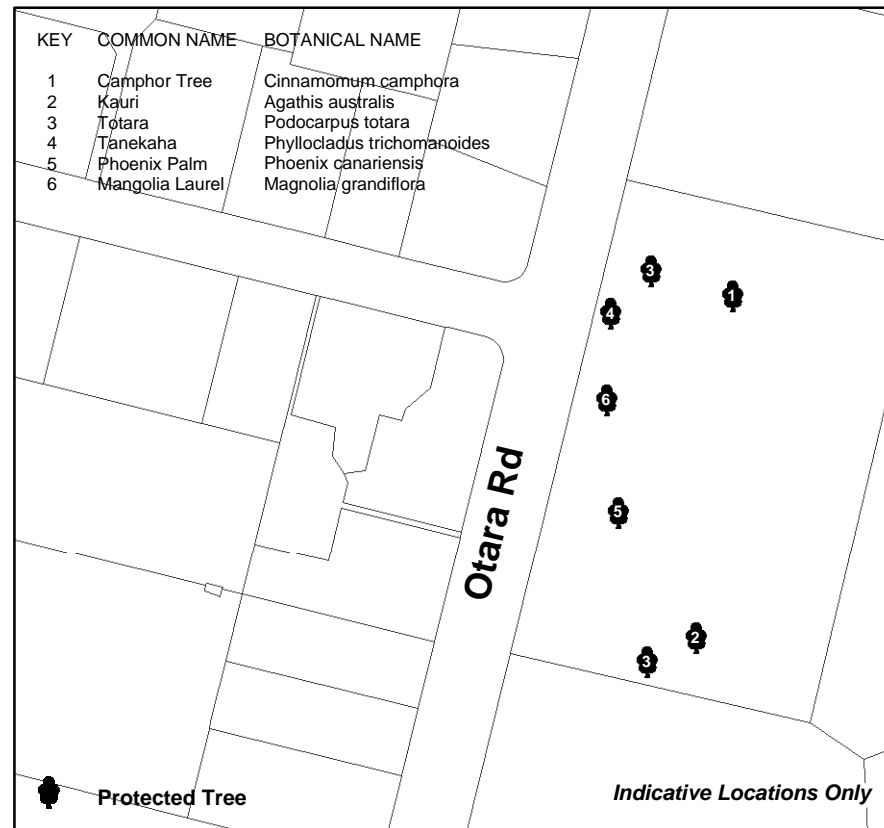 KEY COMMON NAME BOTANICAL NAME
1 Camphor Tree Cinnamomum camphora
2 Kauri Agathis australis
3 Totara Podocarpus totara
4 Tanekaha Phyllocladus trichomanoides
5 Phoenix Palm Phoenix canariensis
6 Mangolia Laurel Magnolia grandiflora
3
1
4
6
5
2
3
Otara Rd
Protected Tree
Indicative Locations Only